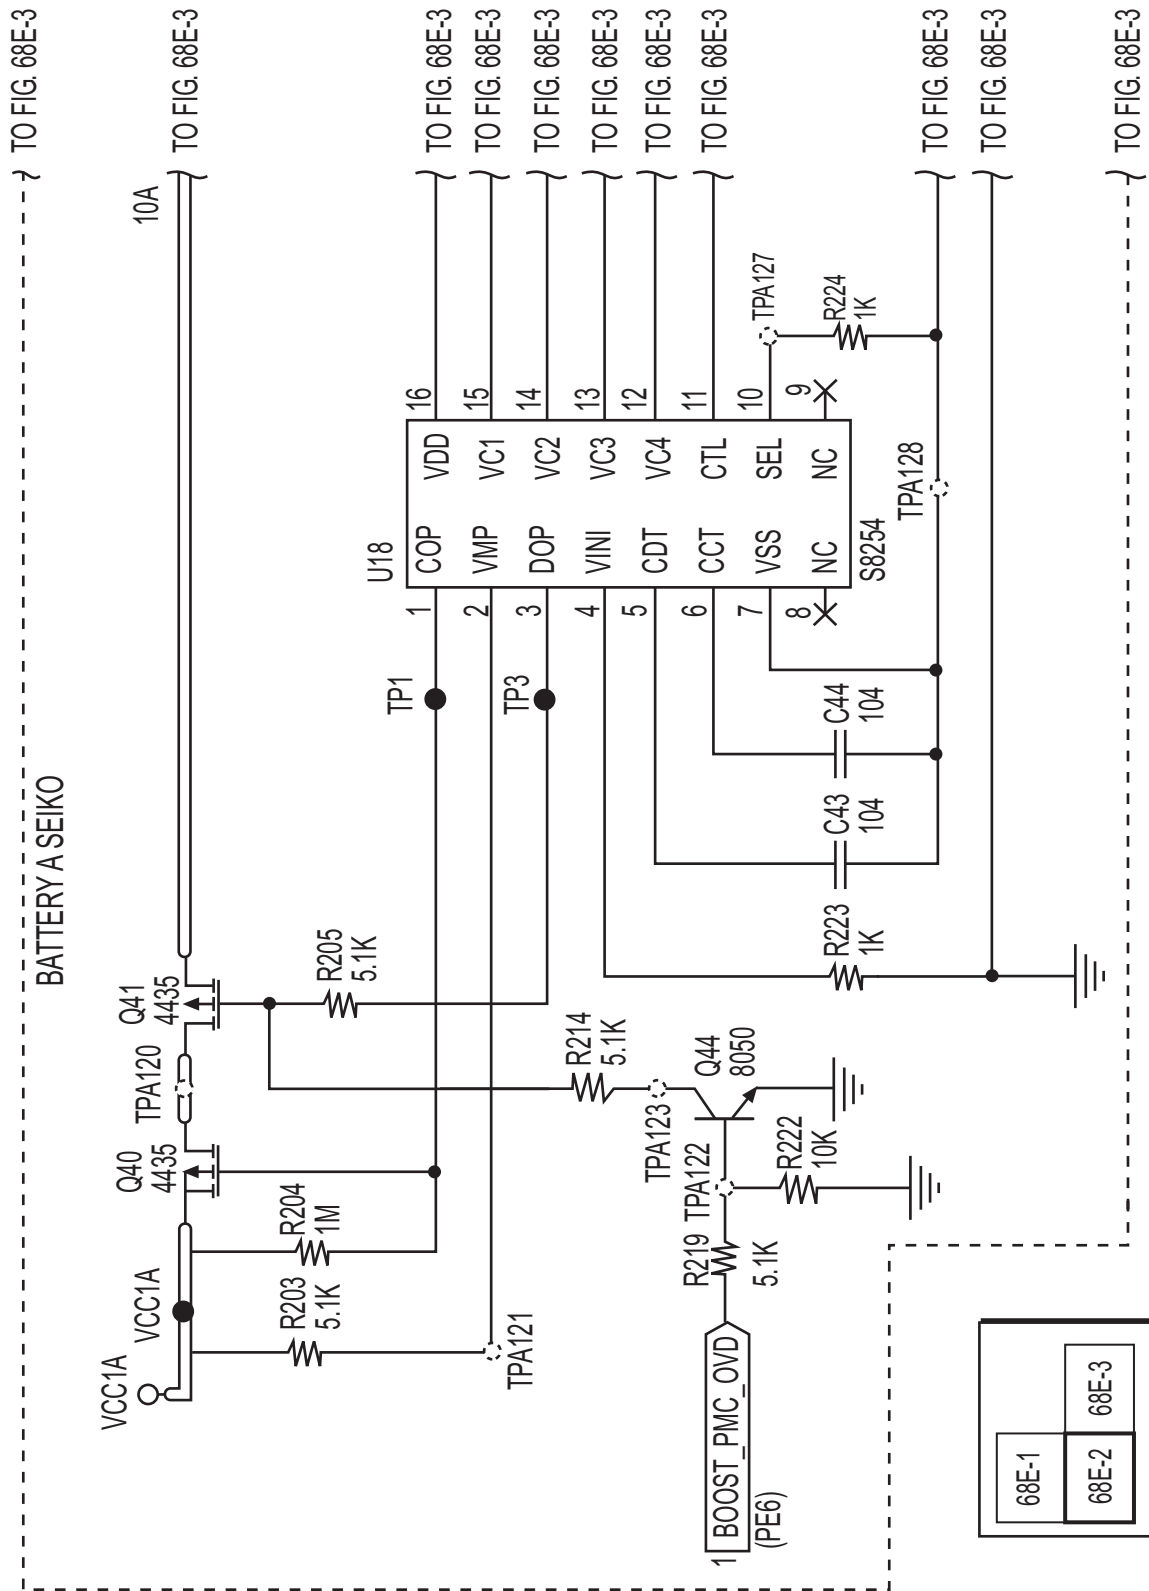 BATTERY A SEIKO
TO FIG. 68E-3
10A
TO FIG. 68E-3
VCC1A
VCC1A
Q40
4435
TPA120
Q41
4435
R203
5.1K
R204
1M
R205
5.1K
TPA121
TP1
TP3
U18
1 COP VDD 16
2 VMP VC1 15
3 DOP VC2 14
4 VINI VC3 13
5 CDT VC4 12
6 CCT CTL 11
7 VSS SEL 10
8 NC NC 9
S8254
TO FIG. 68E-3
TO FIG. 68E-3
TO FIG. 68E-3
TO FIG. 68E-3
TO FIG. 68E-3
TO FIG. 68E-3
R214
5.1K
TPA123
Q44
8050
TPA122
R219
5.1K
R222
10K
1 BOOST_PMC_OVD
(PE6)
R223
1K
C43
104
C44
104
TPA127
R224
1K
TPA128
TO FIG. 68E-3
TO FIG. 68E-3
TO FIG. 68E-3
68E-1
68E-2 68E-3